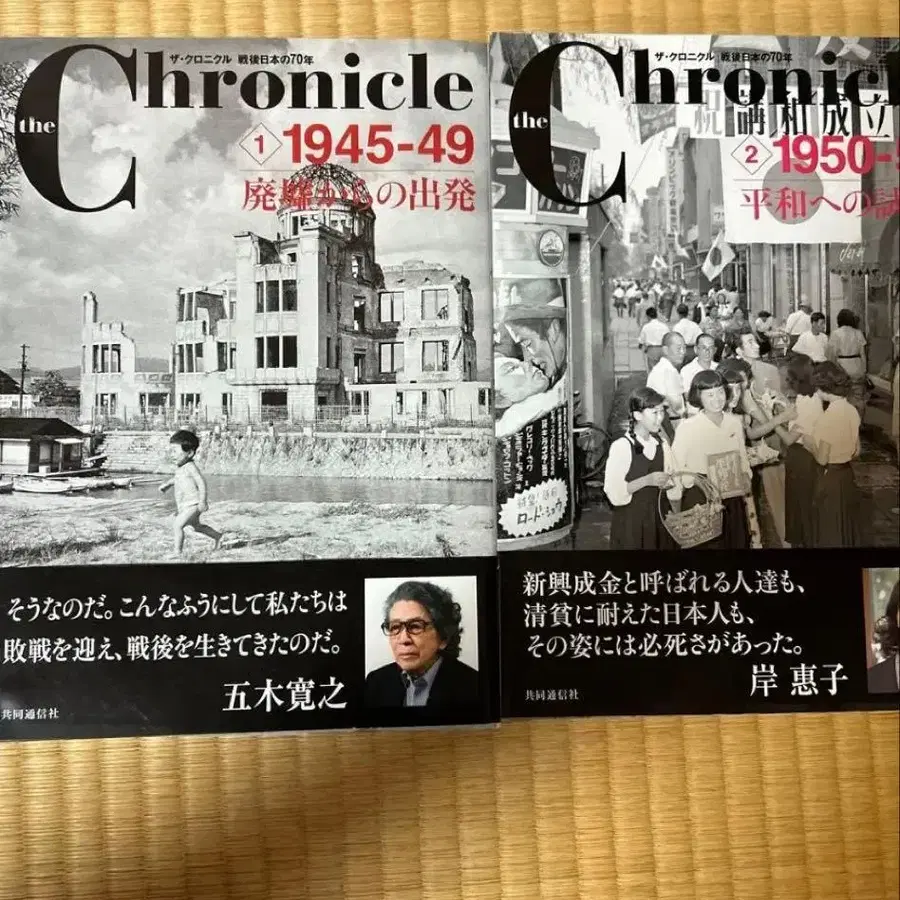 ザ・クロニクル 戦後日本の70年
the Chronicle
1 1945-49
廃墟からの出発
そうなのだ。こんなふうにして私たちは
敗戦を迎え、戦後を生きてきたのだ。
五木寛之
共同通信社
ザ・クロニクル 戦後日本の70年
the Chronicl
祝 講和成立
2 1950-
平和への
ロード・ショウ
新興成金と呼ばれる人達も、
清貧に耐えた日本人も、
その姿には必死さがあった。
岸 惠子
共同通信社